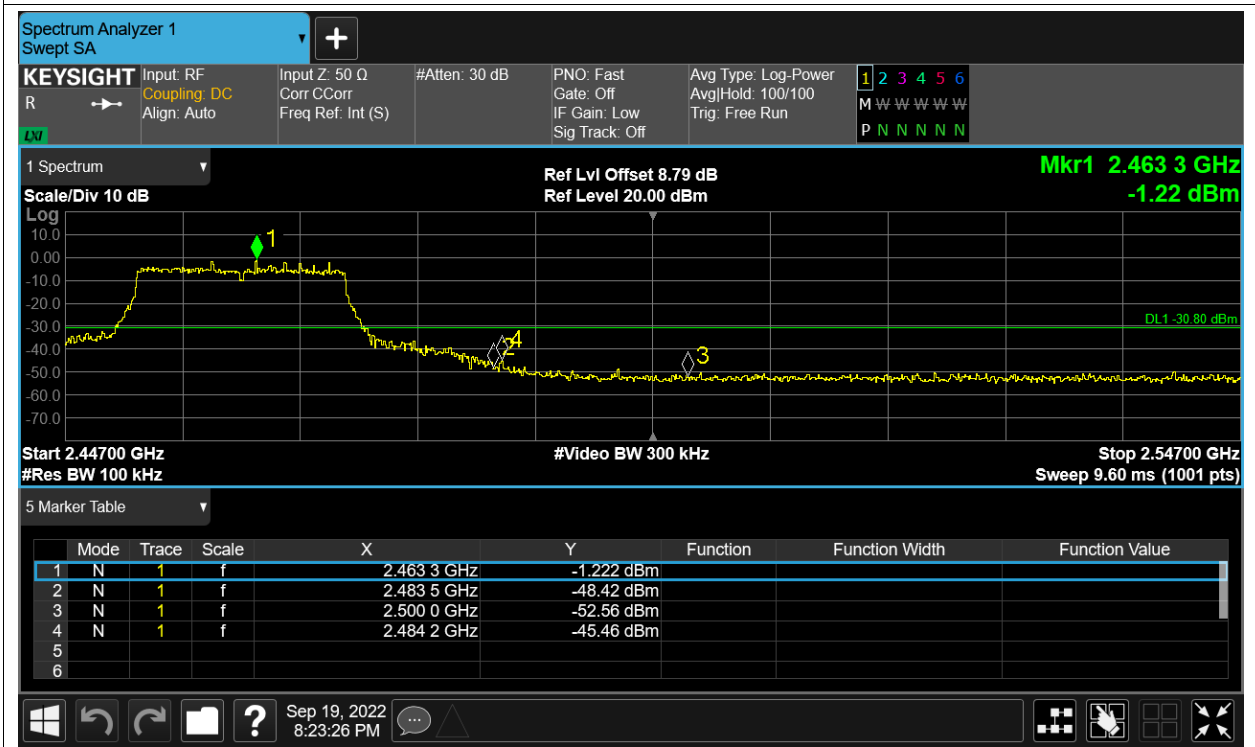 Spectrum Analyzer 1
Swept SA
KEYSIGHT Input: RF Input Z: 50 Ω #Atten: 30 dB PNO: Fast Avg Type: Log-Power 1 2 3 4 5 6
R Coupling: DC Corr CCorr Gate: Off Avg|Hold: 100/100 M W W W W W
Align: Auto Freq Ref: Int (S) IF Gain: Low Trig: Free Run
LXI Sig Track: Off P N N N N N
1 Spectrum Ref Lvl Offset 8.79 dB Mkr1 2.463 3 GHz
Scale/Div 10 dB Ref Level 20.00 dBm -1.22 dBm
Log
10.0
1
0.00
-10.0
-20.0
-30.0
DL1 -30.80 dBm
-40.0
2 4
3
-50.0
-60.0
-70.0
Start 2.44700 GHz #Video BW 300 kHz Stop 2.54700 GHz
#Res BW 100 kHz Sweep 9.60 ms (1001 pts)
5 Marker Table
Mode Trace Scale X Y Function Function Width Function Value
1 N 1 f 2.463 3 GHz -1.222 dBm
2 N 1 f 2.483 5 GHz -48.42 dBm
3 N 1 f 2.500 0 GHz -52.56 dBm
4 N 1 f 2.484 2 GHz -45.46 dBm
5
6
? Sep 19, 2022
8:23:26 PM